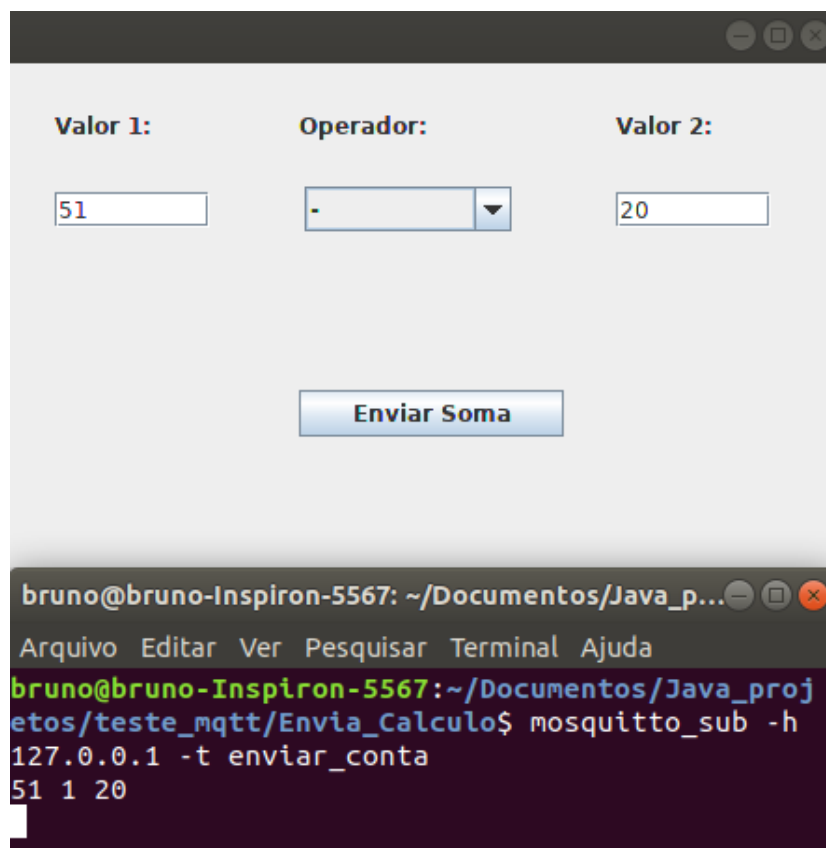 Valor 1: Operador: Valor 2:
51 - 20
Enviar Soma
bruno@bruno-Inspiron-5567: ~/Documentos/Java_p...
Arquivo Editar Ver Pesquisar Terminal Ajuda
bruno@bruno-Inspiron-5567:~/Documentos/Java_proj
etos/teste_mqtt/Envia_Calculo$ mosquitto_sub -h
127.0.0.1 -t enviar_conta
51 1 20